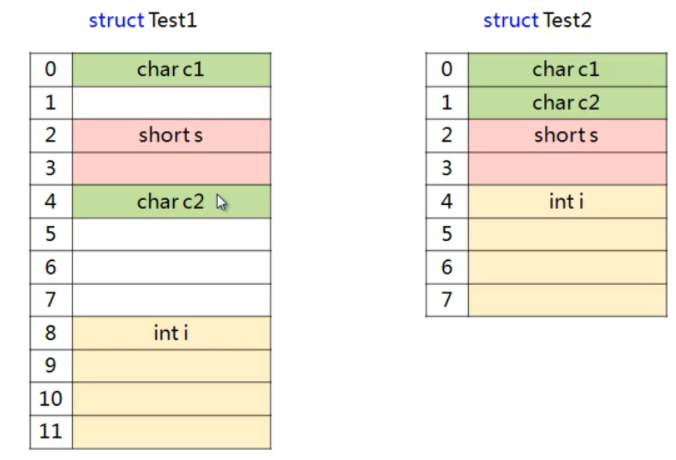 struct Test1
0 char c1
1
2 short s
3
4 char c2
5
6
7
8 int i
9
10
11
struct Test2
0 char c1
1 char c2
2 short s
3
4 int i
5
6
7